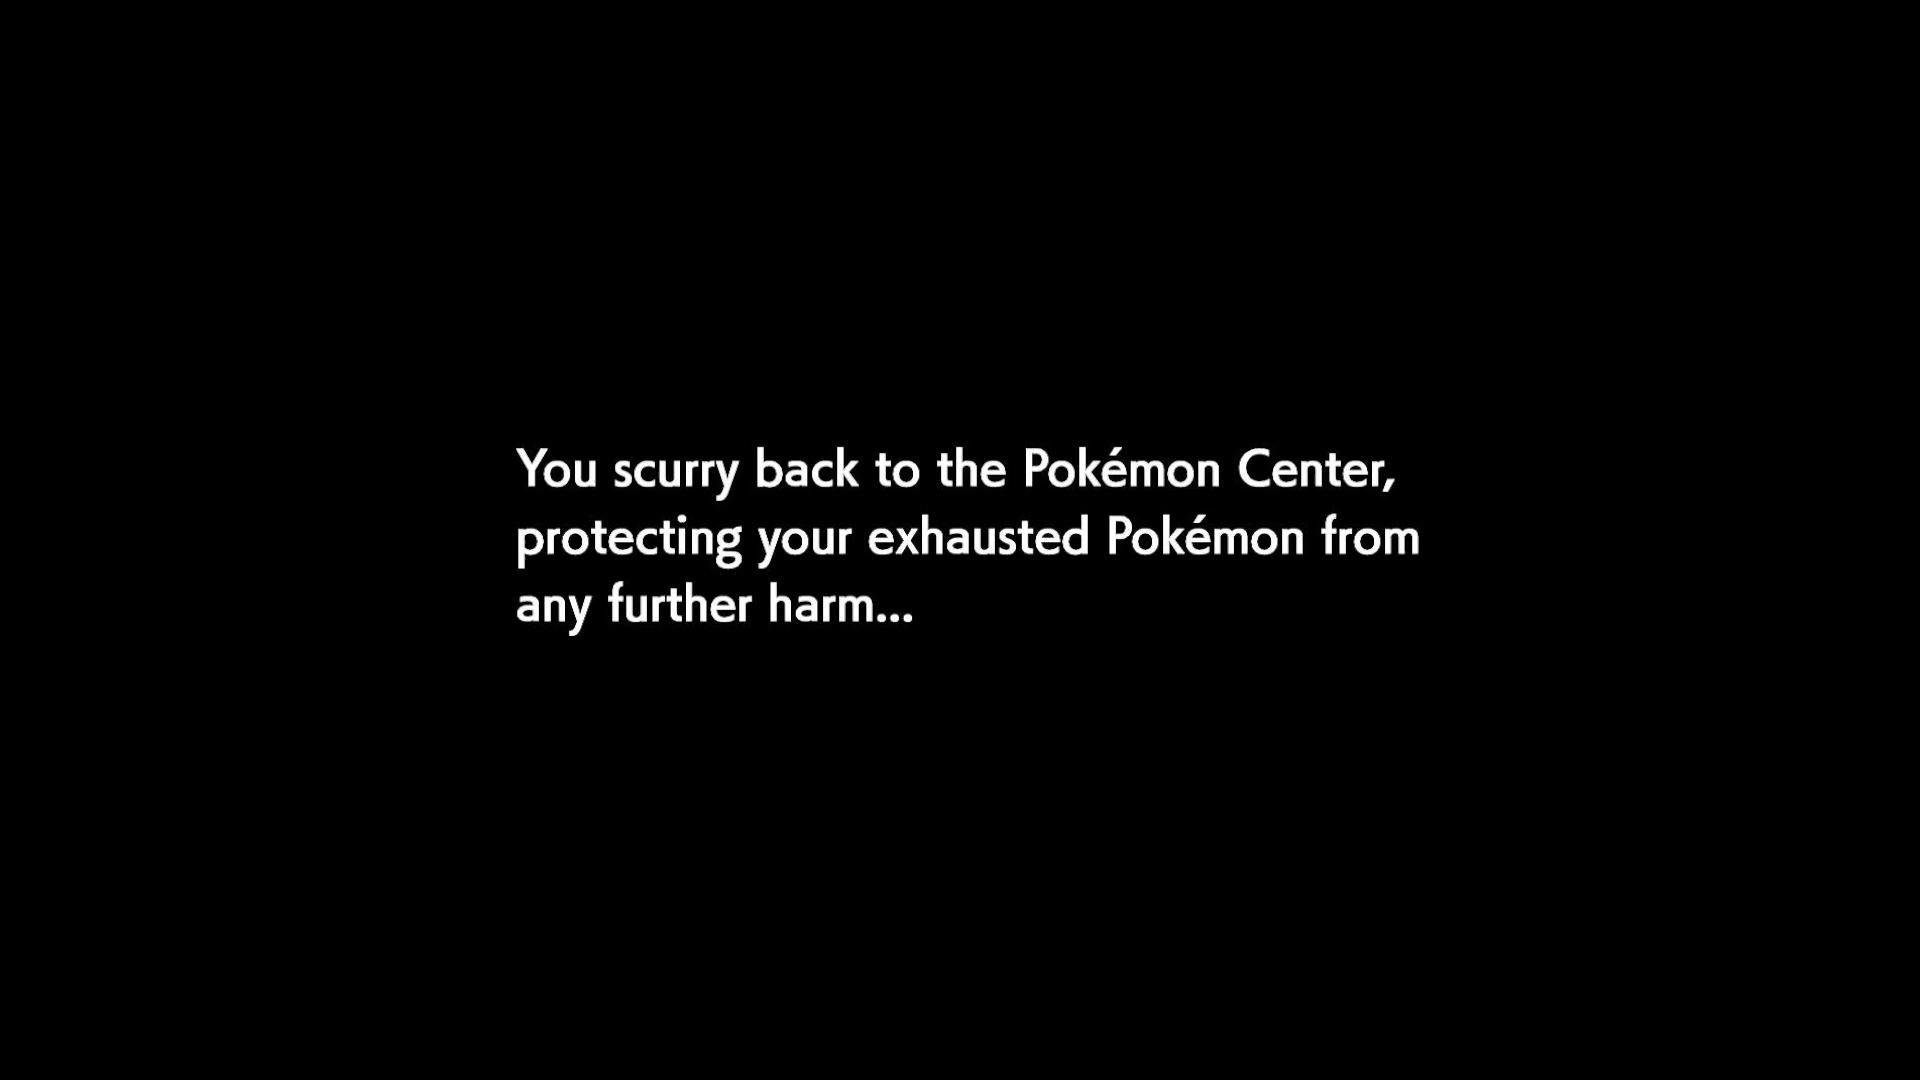 You scurry back to the Pokémon Center,
protecting your exhausted Pokémon from
any further harm...